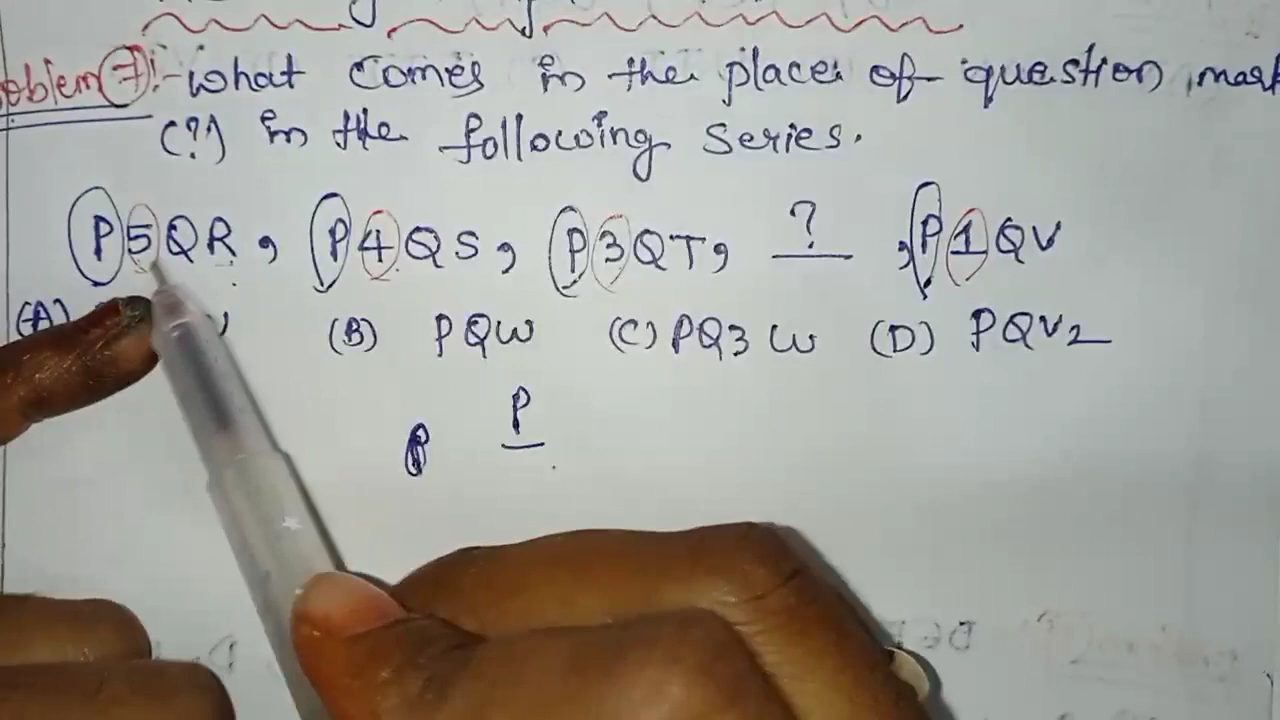 oblem 7:- what comes in the place of question mark
(?) in the following series.
P5QR, P4QS, P3QT, ?, P1QV
(A) (B) PQW (C) PQ3W (D) PQV2
P P